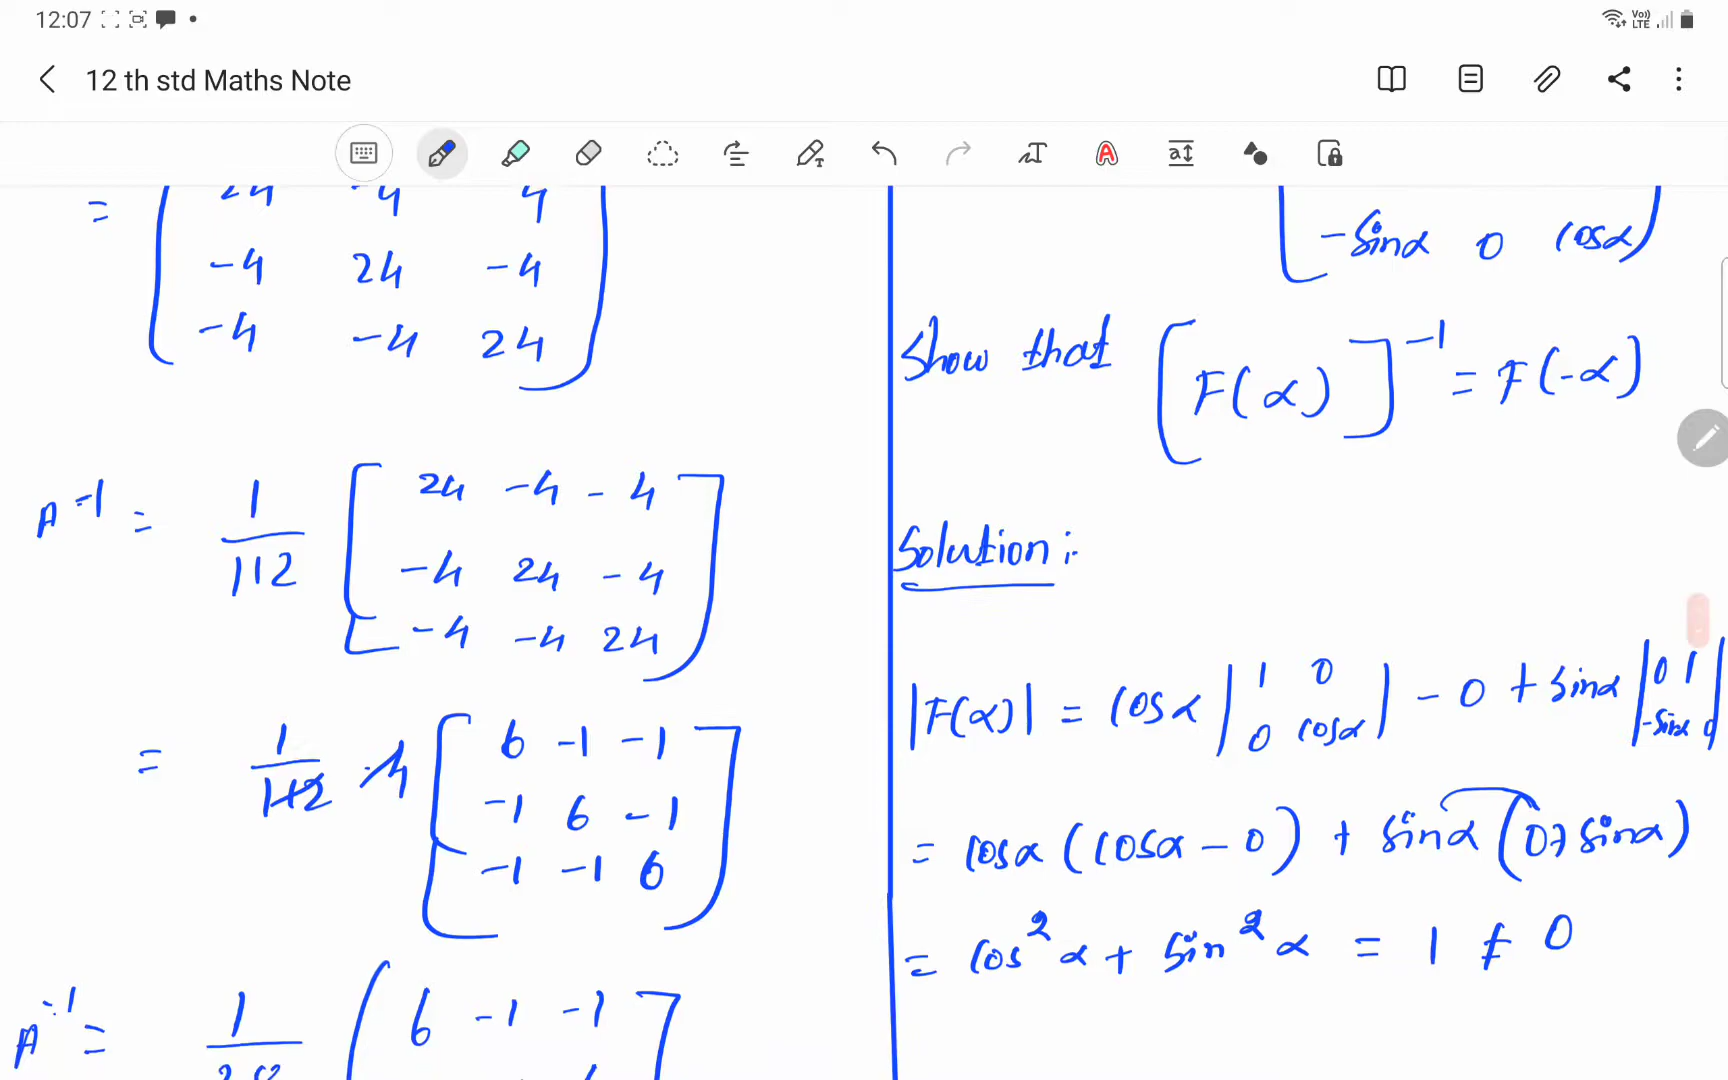 12:07
Vo)) LTE
12 th std Maths Note
= 24 -4 4
-4 24 -4
-4 -4 24
A⁻¹ = 1/112 [ 24 -4 -4
-4 24 -4
-4 -4 24 ]
= 1/112 · 4 [ 6 -1 -1
-1 6 -1
-1 -1 6 ]
A⁻¹ = 1 ( 6 -1 -1
-Sinα 0 cosα
Show that [F(α)]⁻¹ = F(-α)
Solution :-
|F(α)| = cosα | 1 0 | - 0 + sinα | 0 1 |
0 cosα -sinα 0
= cosα (cosα - 0) + sinα (0+sinα)
= cos²α + sin²α = 1 ≠ 0